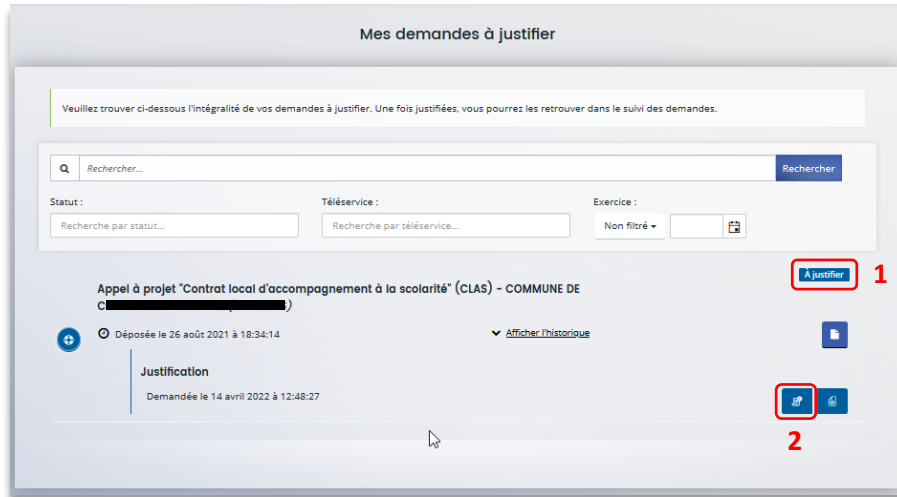 Mes demandes à justifier
Veuillez trouver ci-dessous l'intégralité de vos demandes à justifier. Une fois justifiées, vous pourrez les retrouver dans le suivi des demandes.
Rechercher... Rechercher
Statut : Téléservice : Exercice :
Recherche par statut... Recherche par téléservice... Non filtré
À justifier 1
Appel à projet "Contrat local d'accompagnement à la scolarité" (CLAS) - COMMUNE DE
C
Déposée le 26 août 2021 à 18:34:14 Afficher l'historique
Justification
Demandée le 14 avril 2022 à 12:48:27
2